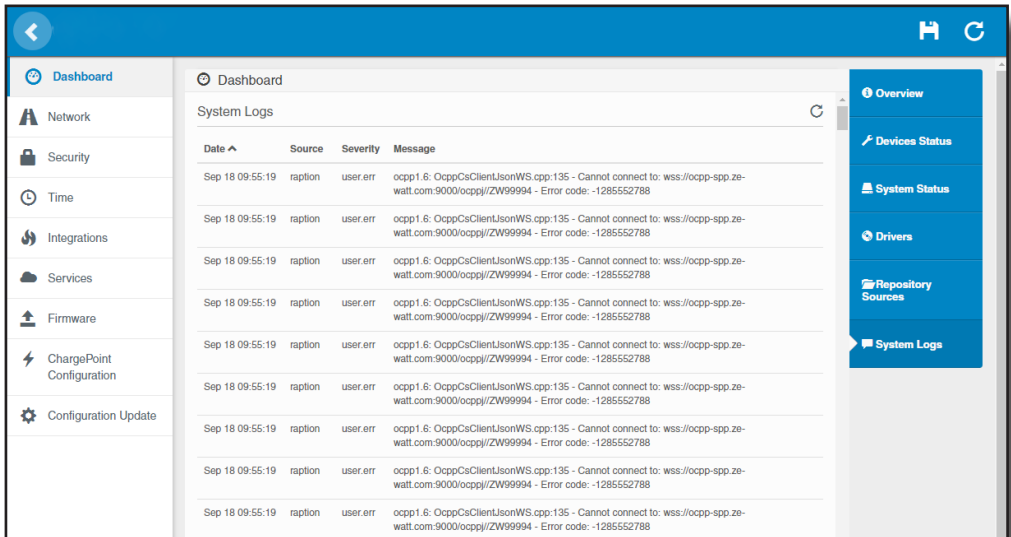 Dashboard
Network
Security
Time
Integrations
Services
Firmware
ChargePoint
Configuration
Configuration Update
Dashboard
System Logs
Date Source Severity Message
Sep 18 09:55:19 raption user.err ocpp1.6: OcppCsClientJsonWS.cpp:135 - Cannot connect to: wss://ocpp-spp.ze-
watt.com:9000/ocppj//ZW99994 - Error code: -1285552788
Sep 18 09:55:19 raption user.err ocpp1.6: OcppCsClientJsonWS.cpp:135 - Cannot connect to: wss://ocpp-spp.ze-
watt.com:9000/ocppj//ZW99994 - Error code: -1285552788
Sep 18 09:55:19 raption user.err ocpp1.6: OcppCsClientJsonWS.cpp:135 - Cannot connect to: wss://ocpp-spp.ze-
watt.com:9000/ocppj//ZW99994 - Error code: -1285552788
Sep 18 09:55:19 raption user.err ocpp1.6: OcppCsClientJsonWS.cpp:135 - Cannot connect to: wss://ocpp-spp.ze-
watt.com:9000/ocppj//ZW99994 - Error code: -1285552788
Sep 18 09:55:19 raption user.err ocpp1.6: OcppCsClientJsonWS.cpp:135 - Cannot connect to: wss://ocpp-spp.ze-
watt.com:9000/ocppj//ZW99994 - Error code: -1285552788
Sep 18 09:55:19 raption user.err ocpp1.6: OcppCsClientJsonWS.cpp:135 - Cannot connect to: wss://ocpp-spp.ze-
watt.com:9000/ocppj//ZW99994 - Error code: -1285552788
Sep 18 09:55:19 raption user.err ocpp1.6: OcppCsClientJsonWS.cpp:135 - Cannot connect to: wss://ocpp-spp.ze-
watt.com:9000/ocppj//ZW99994 - Error code: -1285552788
Sep 18 09:55:19 raption user.err ocpp1.6: OcppCsClientJsonWS.cpp:135 - Cannot connect to: wss://ocpp-spp.ze-
watt.com:9000/ocppj//ZW99994 - Error code: -1285552788
Sep 18 09:55:19 raption user.err ocpp1.6: OcppCsClientJsonWS.cpp:135 - Cannot connect to: wss://ocpp-spp.ze-
watt.com:9000/ocppj//ZW99994 - Error code: -1285552788
Overview
Devices Status
System Status
Drivers
Repository
Sources
System Logs